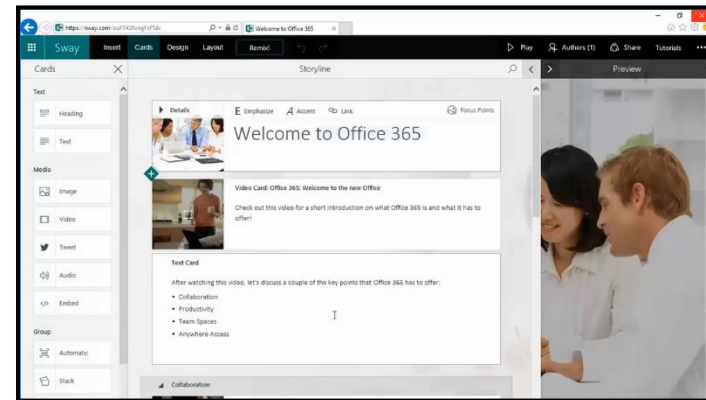 https://sway.com/
Welcome to Office 365
Sway
Insert
Cards
Design
Layout
Remix!
Play
Authors (1)
Share
Tutorials
Cards
Storyline
Preview
Text
Heading
Text
Media
Image
Video
Tweet
Audio
Embed
Group
Automatic
Stack
Details
Emphasize
Accent
Link
Focus Points
Welcome to Office 365
Video Card: Office 365: Welcome to the new Office
Check out this video for a short introduction on what Office 365 is and what it has to
offer!
Text Card
After watching this video, let's discuss a couple of the key points that Office 365 has to offer:
• Collaboration
• Productivity
• Team Spaces
• Anywhere Access
Collaboration